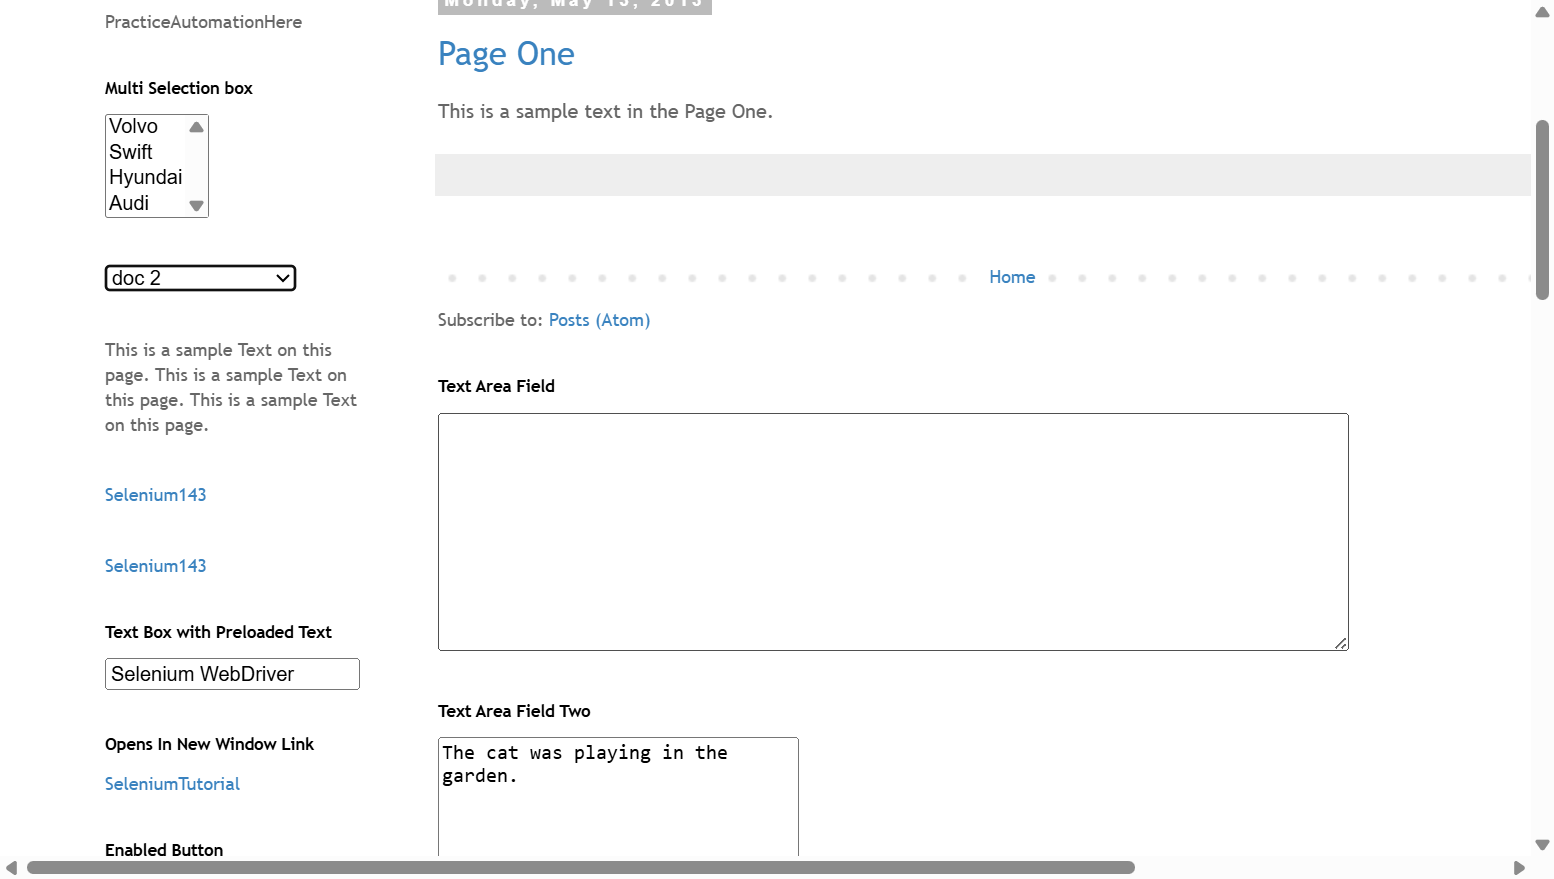 PracticeAutomationHere
Multi Selection box
Volvo
Swift
Hyundai
Audi
doc 2
This is a sample Text on this
page. This is a sample Text on
this page. This is a sample Text
on this page.
Selenium143
Selenium143
Text Box with Preloaded Text
Selenium WebDriver
Opens In New Window Link
SeleniumTutorial
Enabled Button
Monday, May 13, 2013
Page One
This is a sample text in the Page One.
Home
Subscribe to: Posts (Atom)
Text Area Field
Text Area Field Two
The cat was playing in the
garden.